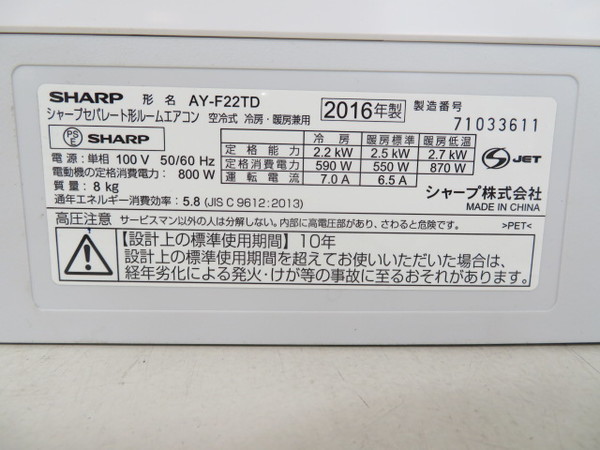 SHARP 形名 AY-F22TD 2016年製 製造番号
シャープセパレート形ルームエアコン 空冷式 冷房・暖房兼用 71033611
PS E SHARP
冷房 暖房標準 暖房低温
電源：単相 100 V 50/60 Hz 定格能力 2.2 kW 2.5 kW 2.7 kW
電動機の定格消費電力： 800 W 定格消費電力 590 W 550 W 870 W
質量：8 kg 運転電流 7.0 A 6.5 A
S JET
シャープ株式会社
通年エネルギー消費効率：5.8 (JIS C 9612:2013) MADE IN CHINA
高圧注意 サービスマン以外の人は分解しない。内部に高電圧部があり、さわると危険です。 >PET<
【設計上の標準使用期間】10年
設計上の標準使用期間を超えてお使いいただいた場合は、
経年劣化による発火・けが等の事故に至るおそれがあります。